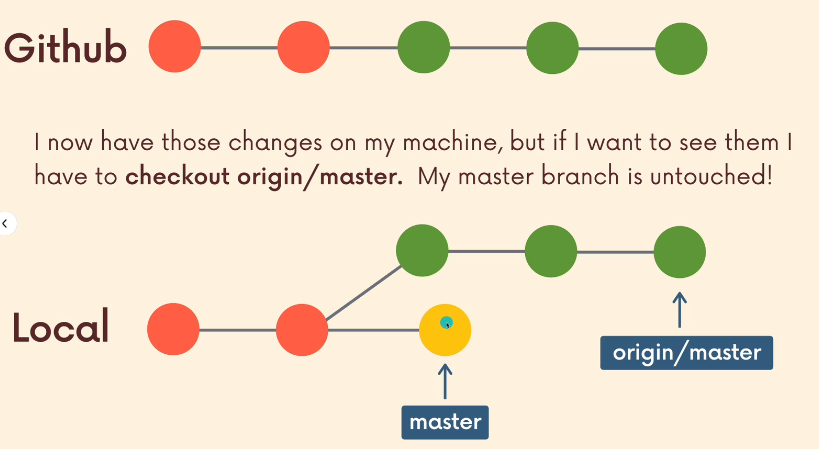 Github
I now have those changes on my machine, but if I want to see them I
have to checkout origin/master. My master branch is untouched!
Local
origin/master
master